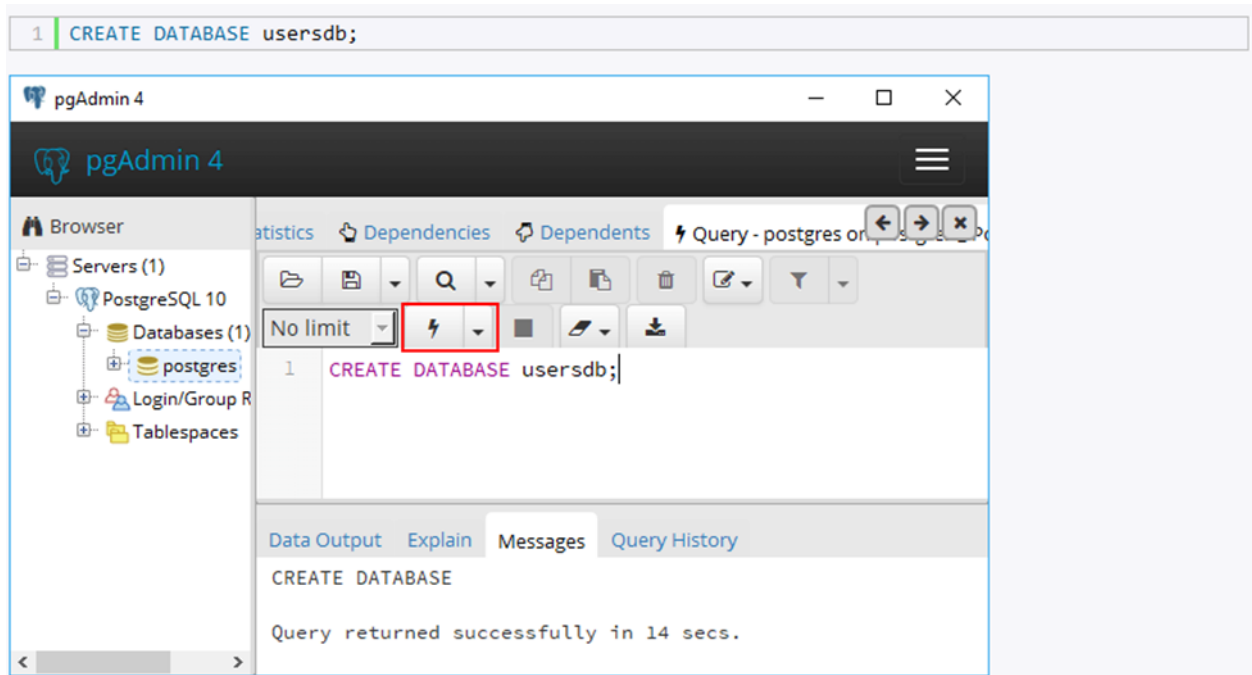 1 CREATE DATABASE usersdb;
pgAdmin 4
pgAdmin 4
Browser
atistics Dependencies Dependents Query - postgres on
Servers (1)
PostgreSQL 10
Databases (1)
postgres
Login/Group R
Tablespaces
No limit
1 CREATE DATABASE usersdb;
Data Output Explain Messages Query History
CREATE DATABASE
Query returned successfully in 14 secs.